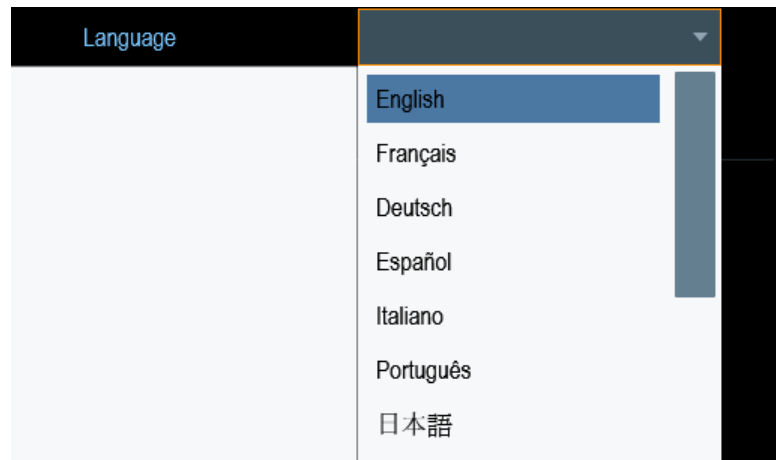 Language
English
Français
Deutsch
Español
Italiano
Português
日本語